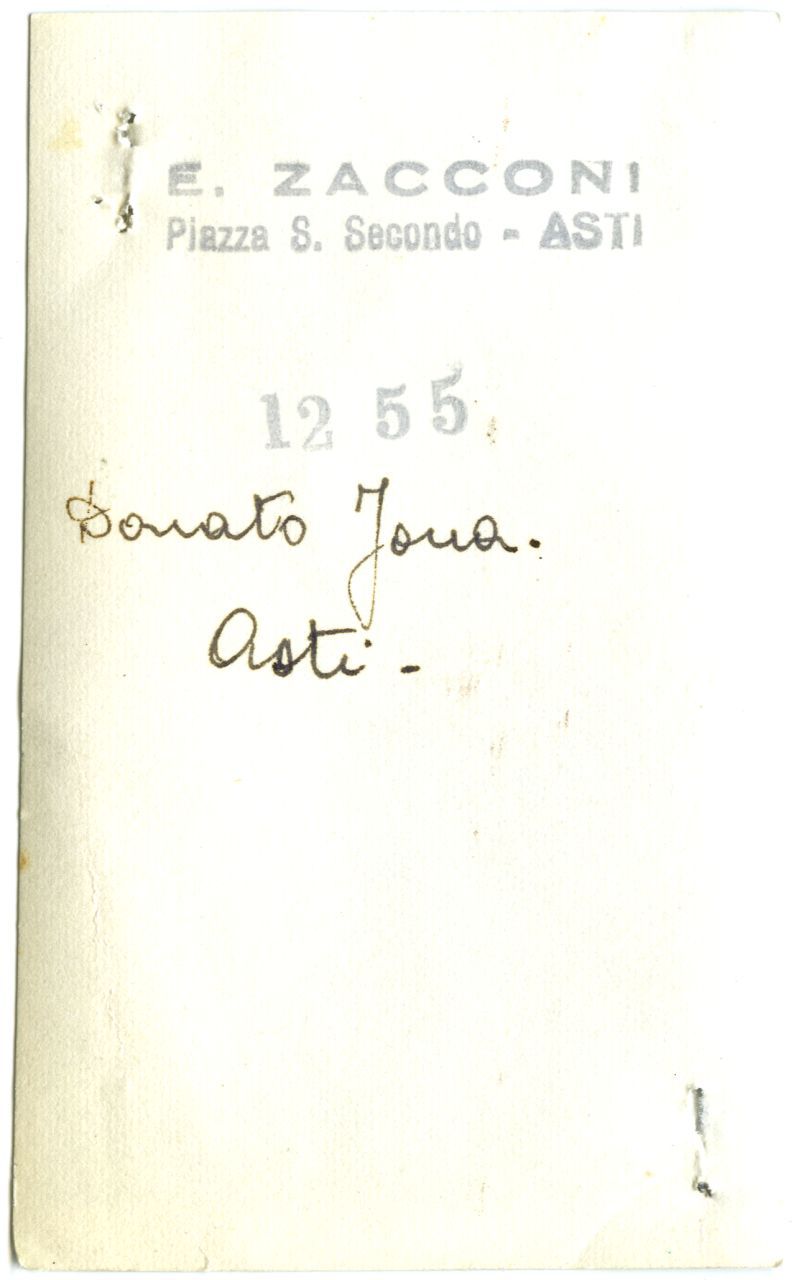 E. ZACCONI
Piazza S. Secondo - ASTI
12 55
Donato Jona.
Asti -